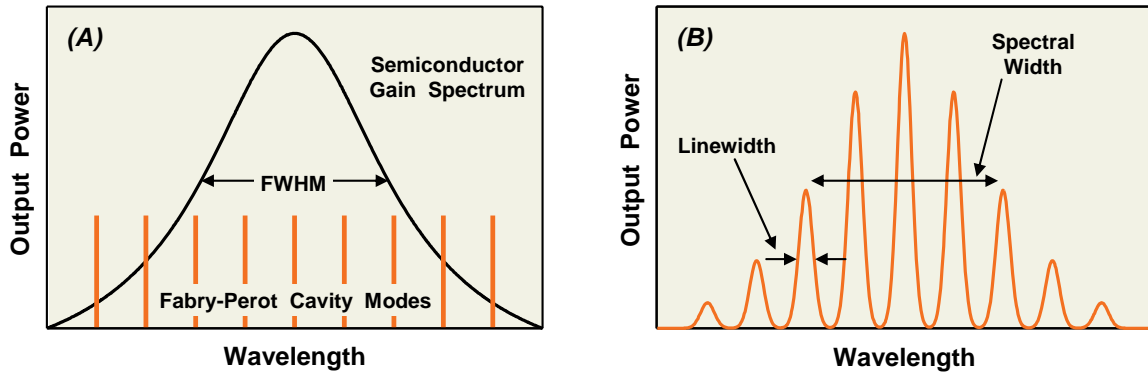 (A)
Semiconductor
Gain Spectrum
FWHM
Fabry-Perot Cavity Modes
Output Power
Wavelength
(B)
Spectral
Width
Linewidth
Output Power
Wavelength